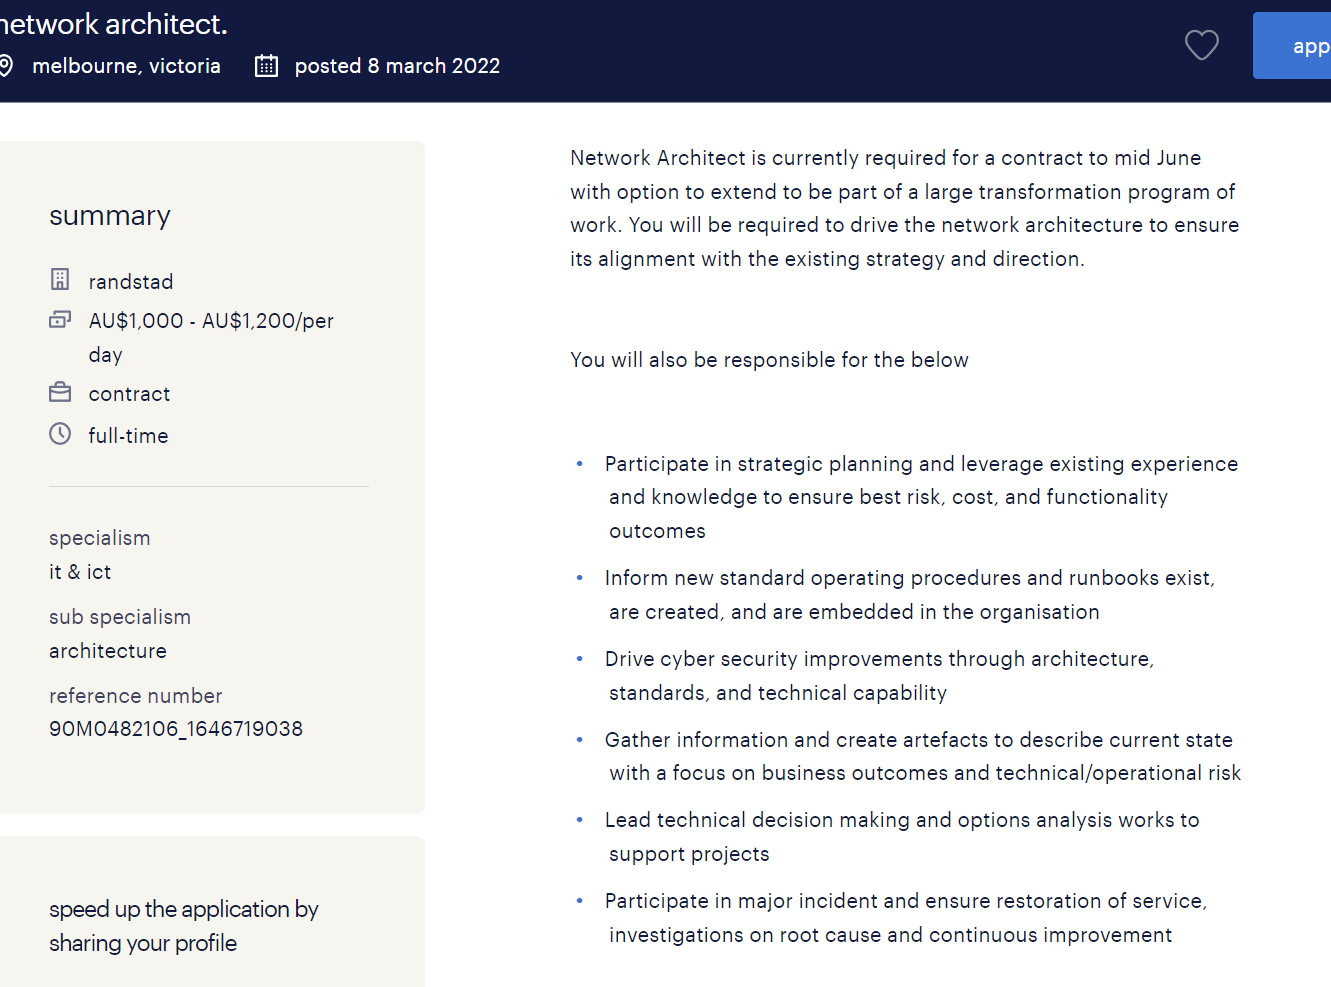 network architect.
melbourne, victoria posted 8 march 2022
summary
randstad
AU$1,000 - AU$1,200/per
day
contract
full-time
specialism
it & ict
sub specialism
architecture
reference number
90M0482106_1646719038
speed up the application by
sharing your profile
app
Network Architect is currently required for a contract to mid June
with option to extend to be part of a large transformation program of
work. You will be required to drive the network architecture to ensure
its alignment with the existing strategy and direction.
You will also be responsible for the below
• Participate in strategic planning and leverage existing experience
and knowledge to ensure best risk, cost, and functionality
outcomes
• Inform new standard operating procedures and runbooks exist,
are created, and are embedded in the organisation
• Drive cyber security improvements through architecture,
standards, and technical capability
• Gather information and create artefacts to describe current state
with a focus on business outcomes and technical/operational risk
• Lead technical decision making and options analysis works to
support projects
• Participate in major incident and ensure restoration of service,
investigations on root cause and continuous improvement